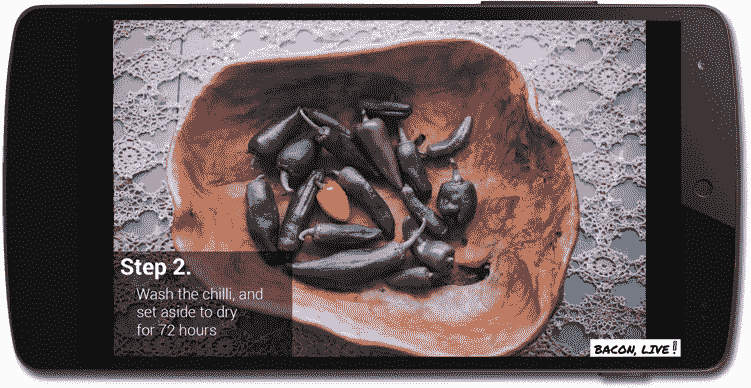 Step 2.
Wash the chilli, and
set aside to dry
for 72 hours
BACON, LIVE!